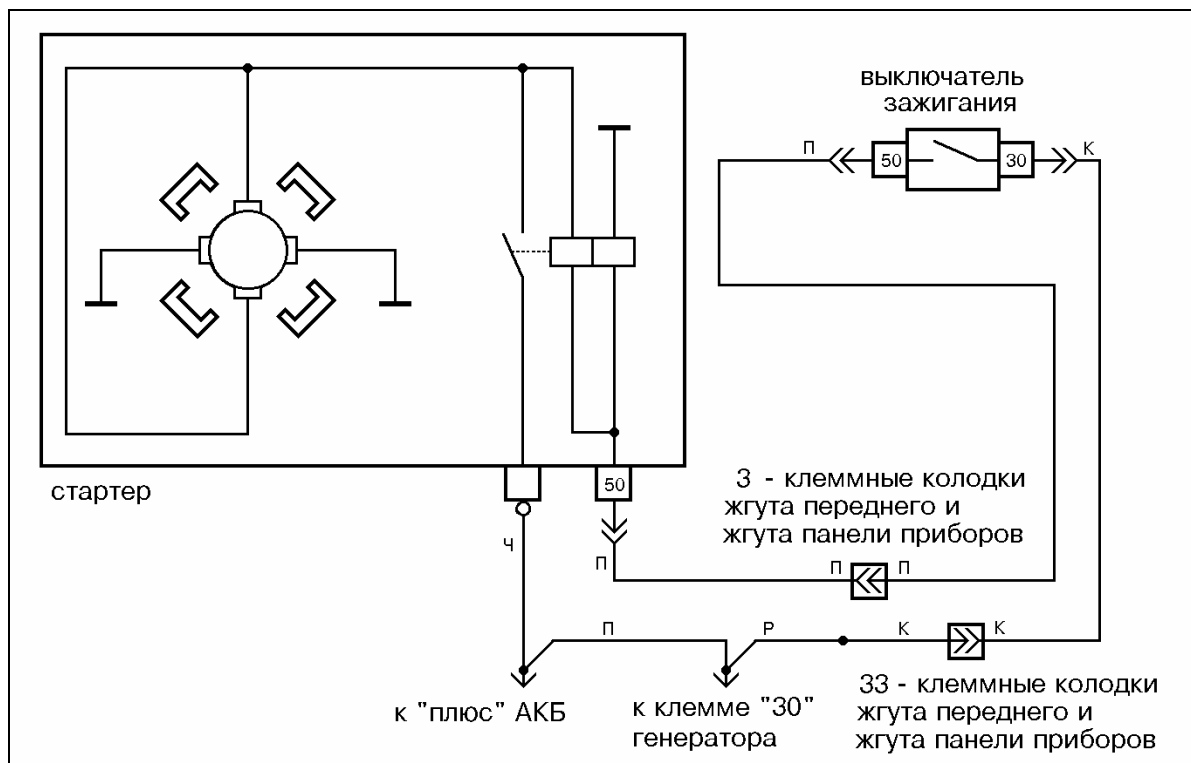 выключатель
зажигания
П
50
30
К
стартер
50
3 - клеммные колодки
жгута переднего и
жгута панели приборов
Ч
П
П
П
П
Р
К
К
к "плюс" АКБ
к клемме "30"
генератора
33 - клеммные колодки
жгута переднего и
жгута панели приборов